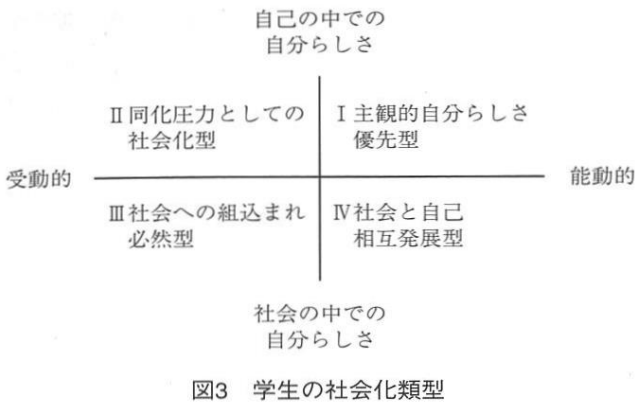 自己の中での
自分らしさ
Ⅱ同化圧力としての
社会化型
Ⅰ主観的自分らしさ
優先型
受動的
能動的
Ⅲ社会への組込まれ
必然型
Ⅳ社会と自己
相互発展型
社会の中での
自分らしさ
図3　学生の社会化類型